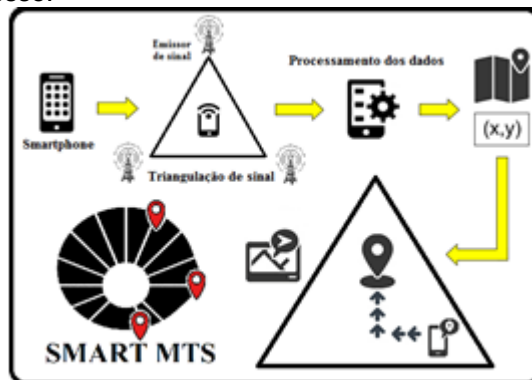 Emissor
de sinal
Processamento dos dados
Smartphone
(x,y)
Triangulação de sinal
SMART MTS